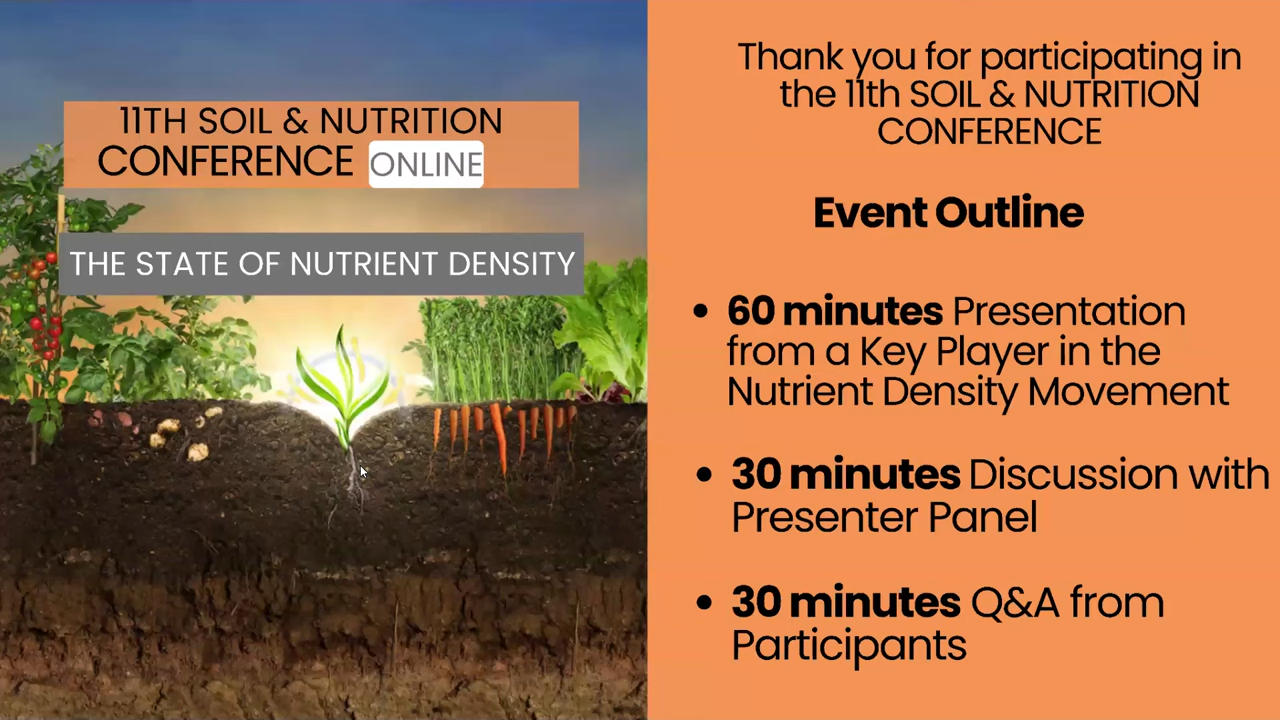 11TH SOIL & NUTRITION
CONFERENCE ONLINE
THE STATE OF NUTRIENT DENSITY
Thank you for participating in
the 11th SOIL & NUTRITION
CONFERENCE
Event Outline
• 60 minutes Presentation
from a Key Player in the
Nutrient Density Movement
• 30 minutes Discussion with
Presenter Panel
• 30 minutes Q&A from
Participants